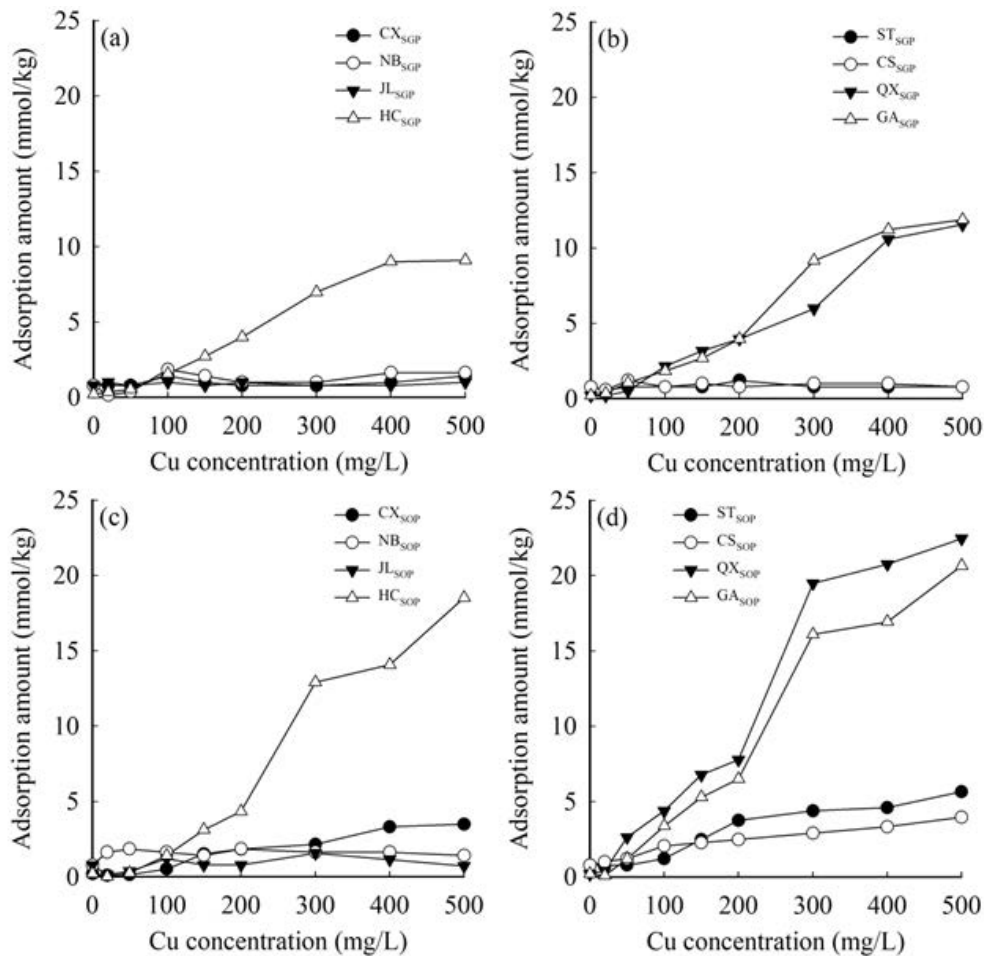 (a)
CX_SGP
NB_SGP
JL_SGP
HC_SGP
25
20
15
10
5
0
Adsorption amount (mmol/kg)
0 100 200 300 400 500
Cu concentration (mg/L)
(b)
ST_SGP
CS_SGP
QX_SGP
GA_SGP
25
20
15
10
5
0
Adsorption amount (mmol/kg)
0 100 200 300 400 500
Cu concentration (mg/L)
(c)
CX_SOP
NB_SOP
JL_SOP
HC_SOP
25
20
15
10
5
0
Adsorption amount (mmol/kg)
0 100 200 300 400 500
Cu concentration (mg/L)
(d)
ST_SOP
CS_SOP
QX_SOP
GA_SOP
25
20
15
10
5
0
Adsorption amount (mmol/kg)
0 100 200 300 400 500
Cu concentration (mg/L)